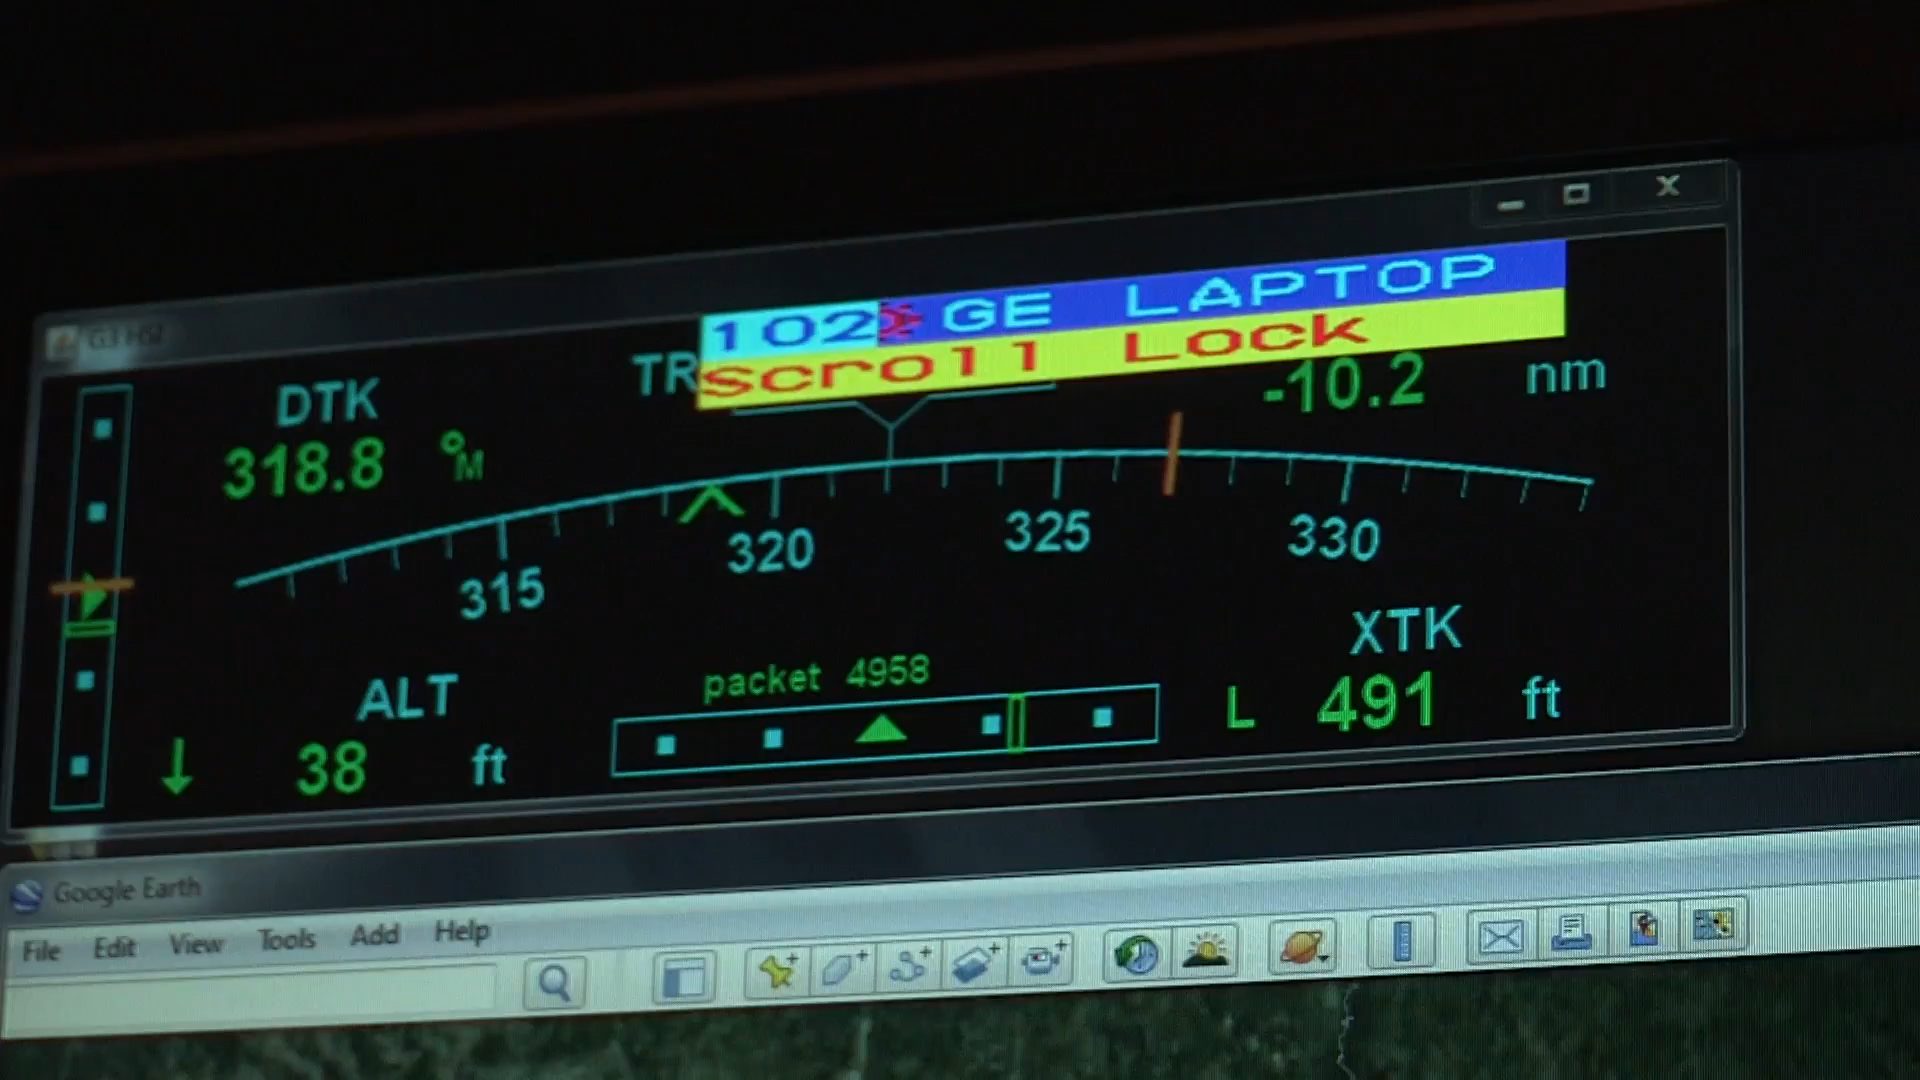 102 GE LAPTOP
Scroll Lock
DTK
TR
-10.2 nm
318.8 °M
315 320 325 330
XTK
ALT
packet 4958
L 491 ft
↓ 38 ft
Google Earth
File Edit View Tools Add Help